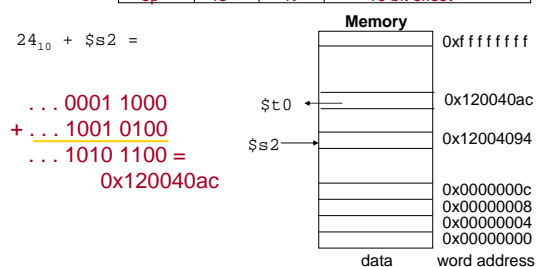 Memory
24₁₀ + $s2 =
0xffffffff
. . . 0001 1000
$t0
0x120040ac
+ . . . 1001 0100
$s2
0x12004094
. . . 1010 1100 =
0x120040ac
0x0000000c
0x00000008
0x00000004
0x00000000
data
word address